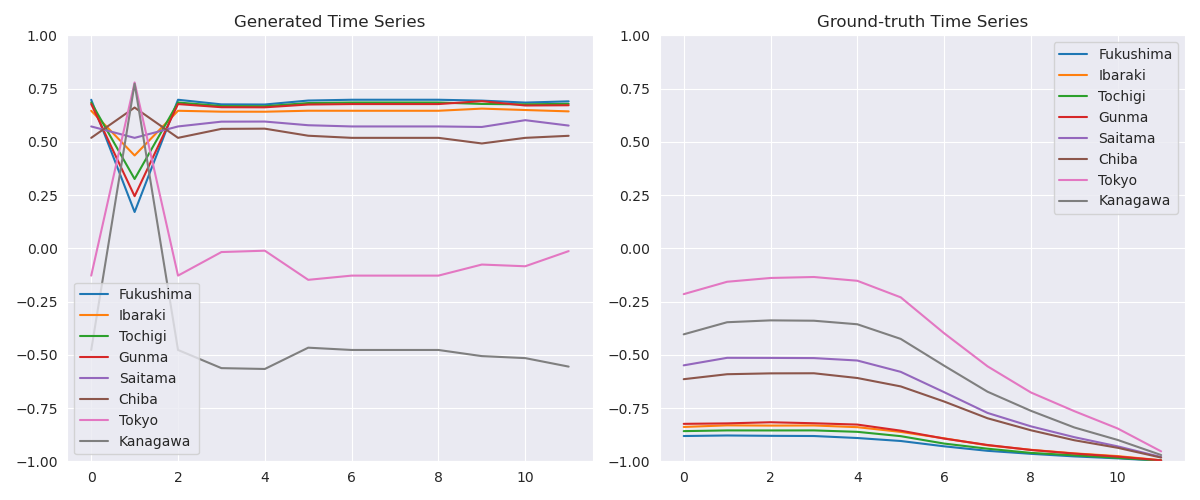 Generated Time Series
1.00
0.75
0.50
0.25
0.00
−0.25
−0.50
−0.75
−1.00
0 2 4 6 8 10
Fukushima
Ibaraki
Tochigi
Gunma
Saitama
Chiba
Tokyo
Kanagawa
Ground-truth Time Series
1.00
0.75
0.50
0.25
0.00
−0.25
−0.50
−0.75
−1.00
0 2 4 6 8 10
Fukushima
Ibaraki
Tochigi
Gunma
Saitama
Chiba
Tokyo
Kanagawa